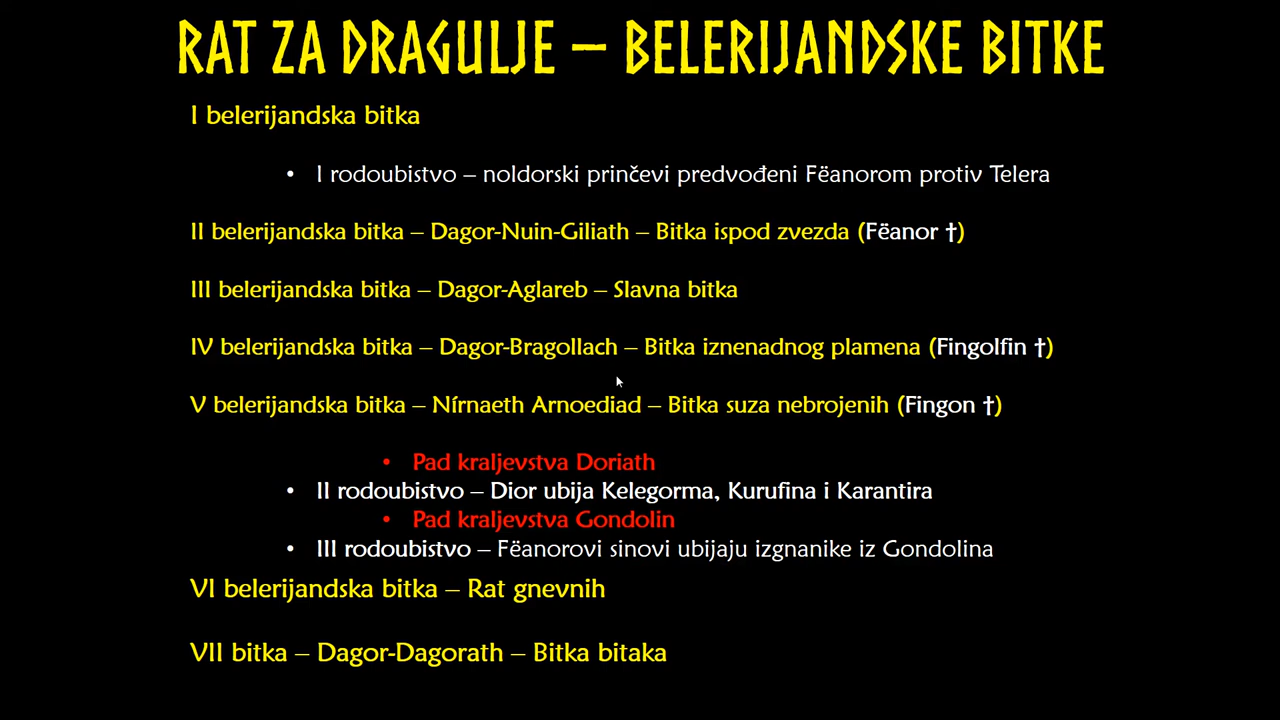 RAT ZA DRAGULJE – BELERIJANDSKE BITKE
I belerijandska bitka
• I rodoubistvo – noldorski prinčevi predvođeni Fëanorom protiv Telera
II belerijandska bitka – Dagor-Nuin-Giliath – Bitka ispod zvezda (Fëanor †)
III belerijandska bitka – Dagor-Aglareb – Slavna bitka
IV belerijandska bitka – Dagor-Bragollach – Bitka iznenadnog plamena (Fingolfin †)
V belerijandska bitka – Nírnaeth Arnoediad – Bitka suza nebrojenih (Fingon †)
• Pad kraljevstva Doriath
• II rodoubistvo – Dior ubija Kelegorma, Kurufina i Karantira
• Pad kraljevstva Gondolin
• III rodoubistvo – Fëanorovi sinovi ubijaju izgnanike iz Gondolina
VI belerijandska bitka – Rat gnevnih
VII bitka – Dagor-Dagorath – Bitka bitaka